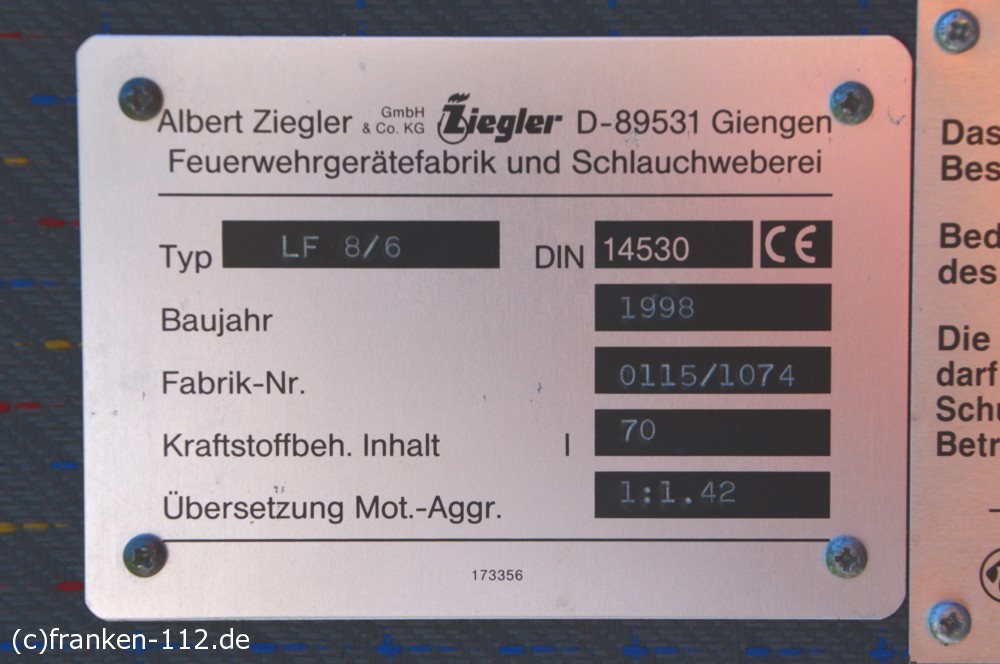 Albert Ziegler GmbH & Co. KG Ziegler D-89531 Giengen
Feuerwehrgerätefabrik und Schlauchweberei
Typ LF 8/6 DIN 14530 CE
Baujahr 1998
Fabrik-Nr. 0115/1074
Kraftstoffbeh. Inhalt l 70
Übersetzung Mot.-Aggr. 1:1.42
173356
Das
Bes
Bed
des
Die
darf
Schu
Betr
(c)franken-112.de